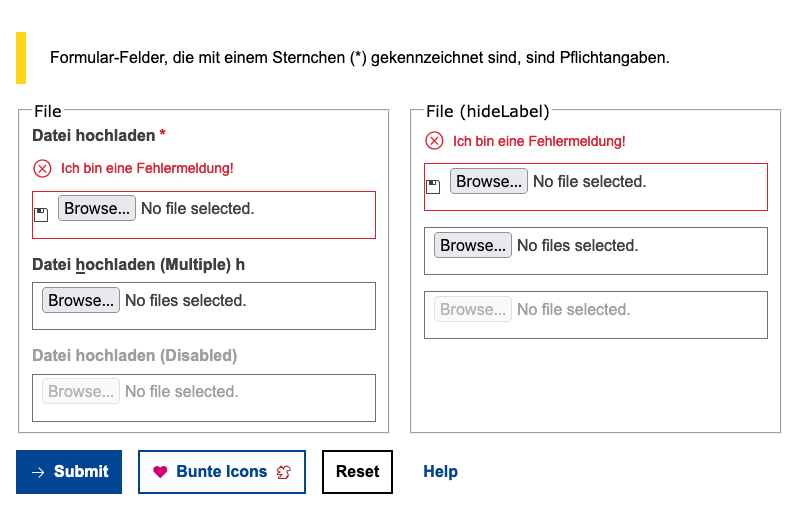 Formular-Felder, die mit einem Sternchen (*) gekennzeichnet sind, sind Pflichtangaben.
File
Datei hochladen *
Ich bin eine Fehlermeldung!
Browse... No file selected.
Datei hochladen (Multiple) h
Browse... No files selected.
Datei hochladen (Disabled)
Browse... No file selected.
File (hideLabel)
Ich bin eine Fehlermeldung!
Browse... No file selected.
Browse... No files selected.
Browse... No file selected.
Submit Bunte Icons Reset Help